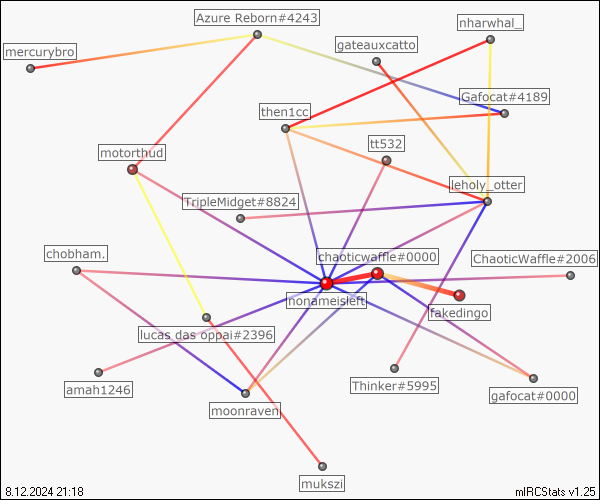 Azure Reborn#4243
nharwhal_
mercurybro
gateauxcatto
Gafocat#4189
then1cc
tt532
motorthud
leholy_otter
TripleMidget#8824
chobham.
chaoticwaffle#0000
ChaoticWaffle#2006
nonameisleft
fakedingo
lucas das oppai#2396
amah1246
Thinker#5995
gafocat#0000
moonraven
mukszi
8.12.2024 21:18
mIRCStats v1.25